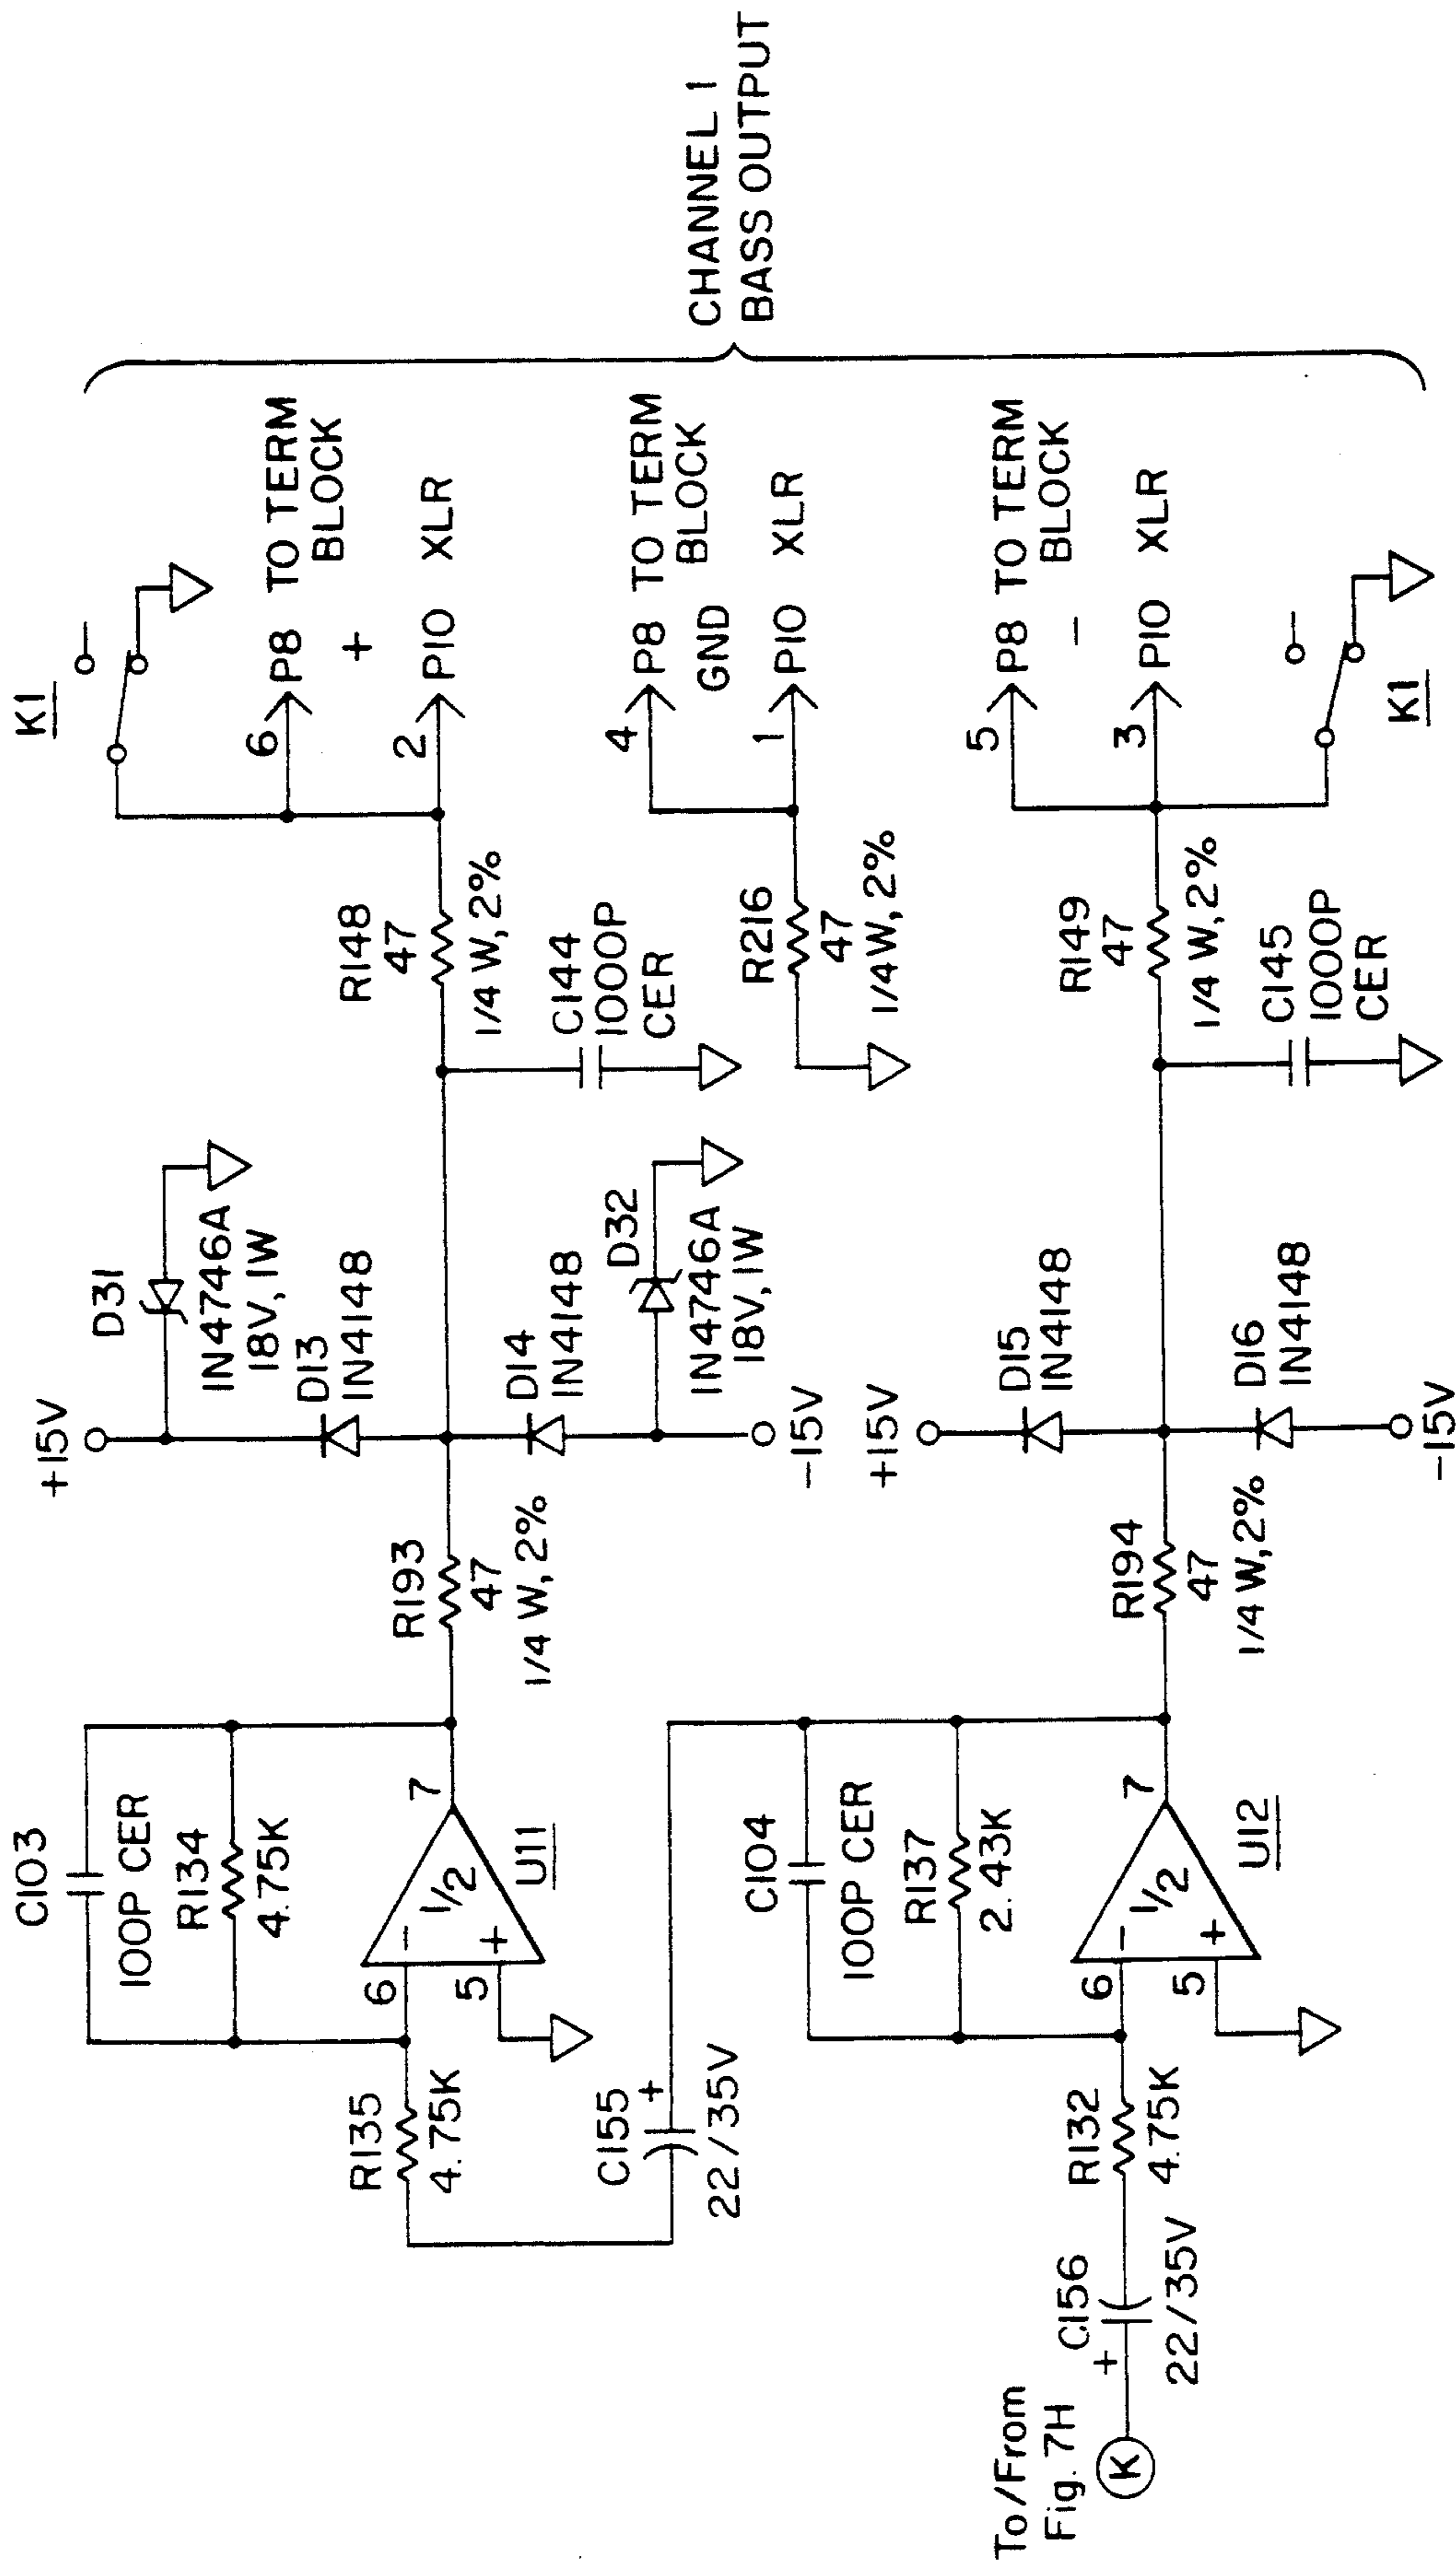 K1
6
P8 TO TERM
BLOCK
+
2
P10 XLR
D31
1N4746A
18V, 1W
+15V
D13
1N4148
R148
47
1/4 W, 2%
C103
100P CER
R134
4.75K
6
-
1/2
5
+
7
U11
R193
47
1/4 W, 2%
D14
1N4148
D32
1N4746A
18V, 1W
-15V
C144
1000P
CER
4
P8 TO TERM
BLOCK
GND
1
P10 XLR
R216
47
1/4W, 2%
CHANNEL 1
BASS OUTPUT
R135
4.75K
C155
+
22/35V
C104
100P CER
R137
2.43K
+15V
D15
1N4148
5
P8 TO TERM
BLOCK
-
3
P10 XLR
R149
47
1/4 W, 2%
To/From
Fig. 7H
K
+
C156
22/35V
R132
4.75K
6
-
1/2
5
+
7
U12
R194
47
1/4 W, 2%
D16
1N4148
-15V
C145
1000P
CER
K1